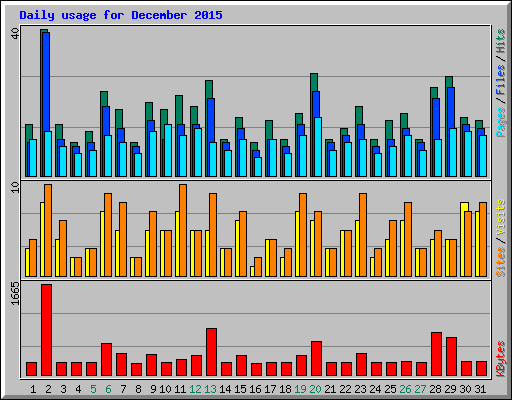 Daily usage for December 2015
40
Pages / Files / Hits
10
Sites / Visits
1665
KBytes
1 2 3 4 5 6 7 8 9 10 11 12 13 14 15 16 17 18 19 20 21 22 23 24 25 26 27 28 29 30 31